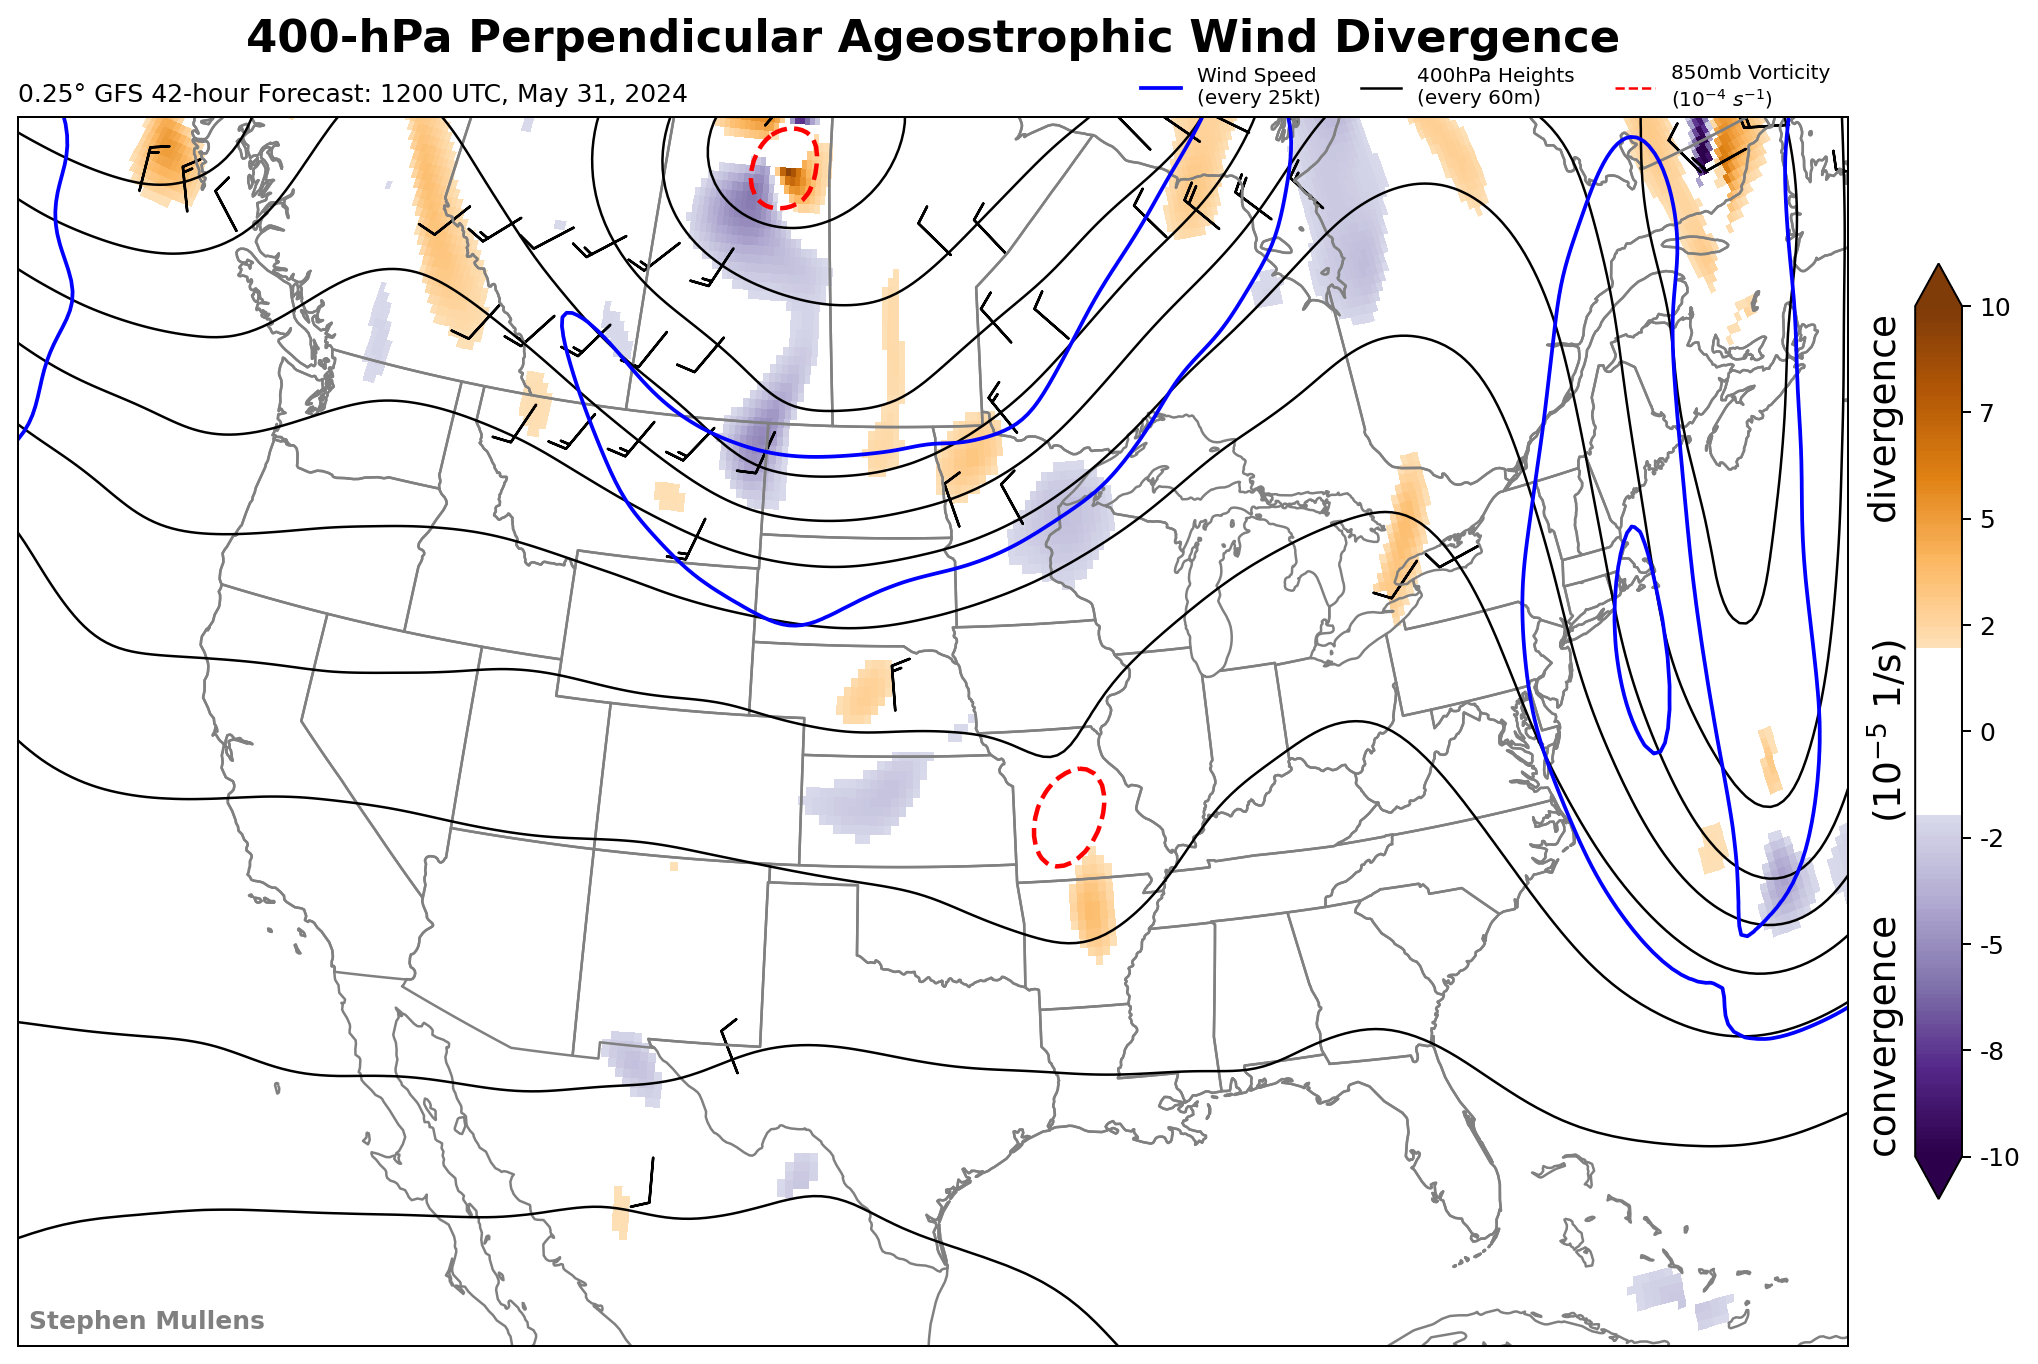 400-hPa Perpendicular Ageostrophic Wind Divergence
0.25° GFS 42-hour Forecast: 1200 UTC, May 31, 2024
Wind Speed
(every 25kt)
400hPa Heights
(every 60m)
850mb Vorticity
(10⁻⁴ s⁻¹)
10
7
5
2
0
-2
-5
-8
-10
convergence (10⁻⁵ 1/s) divergence
Stephen Mullens